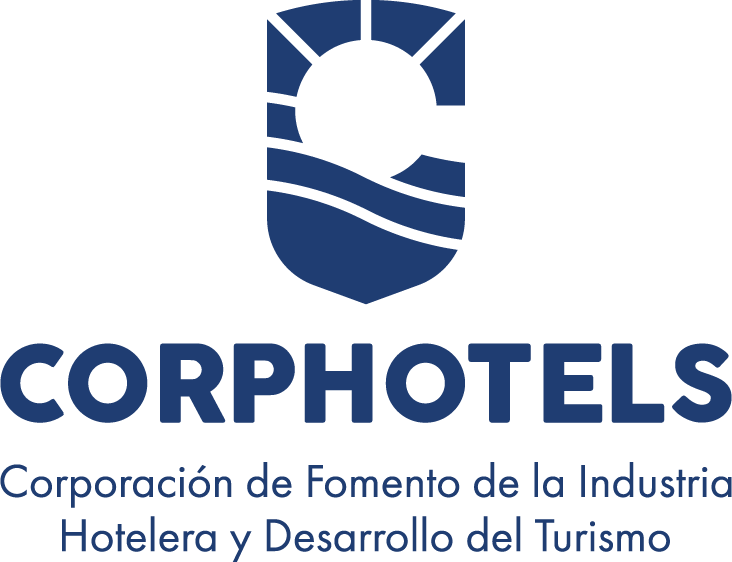 CORPHOTELS
Corporación de Fomento de la Industria
Hotelera y Desarrollo del Turismo